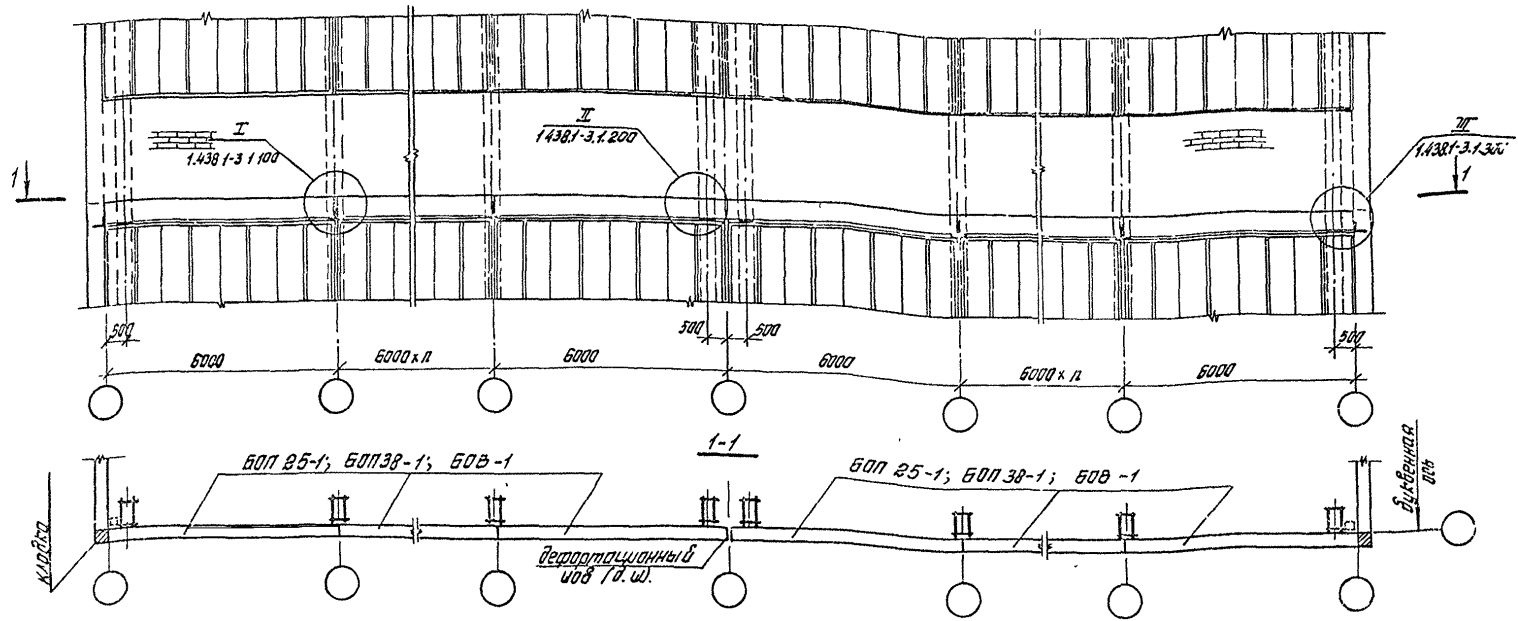 I
1.438.1-3.1.100
II
1.438.1-3.1.200
III
1.438.1-3.1.300
1
1
500
500
500
500
6000
6000 х п
6000
6000
6000 х п
6000
1-1
БОП 25-1; БОП 38-1; БОВ-1
БОП 25-1; БОП 38-1; БОВ-1
кладка
деформационный
шов (д.ш).
буквенная
ось